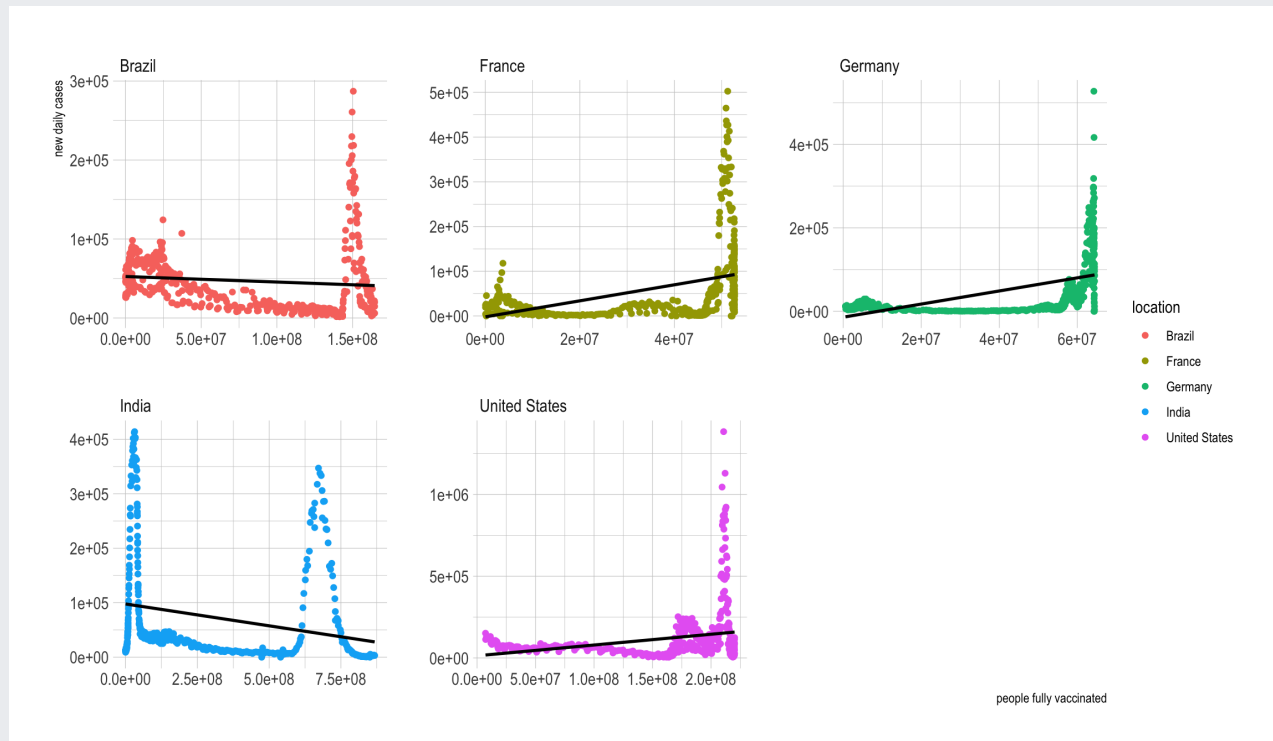 Brazil
France
Germany
new daily cases
3e+05
2e+05
1e+05
0e+00
0.0e+00 5.0e+07 1.0e+08 1.5e+08
5e+05
4e+05
3e+05
2e+05
1e+05
0e+00
0e+00 2e+07 4e+07
4e+05
2e+05
0e+00
0e+00 2e+07 4e+07 6e+07
location
Brazil
France
Germany
India
United States
India
United States
4e+05
3e+05
2e+05
1e+05
0e+00
0.0e+00 2.5e+08 5.0e+08 7.5e+08
1e+06
5e+05
0e+00
0.0e+00 5.0e+07 1.0e+08 1.5e+08 2.0e+08
people fully vaccinated